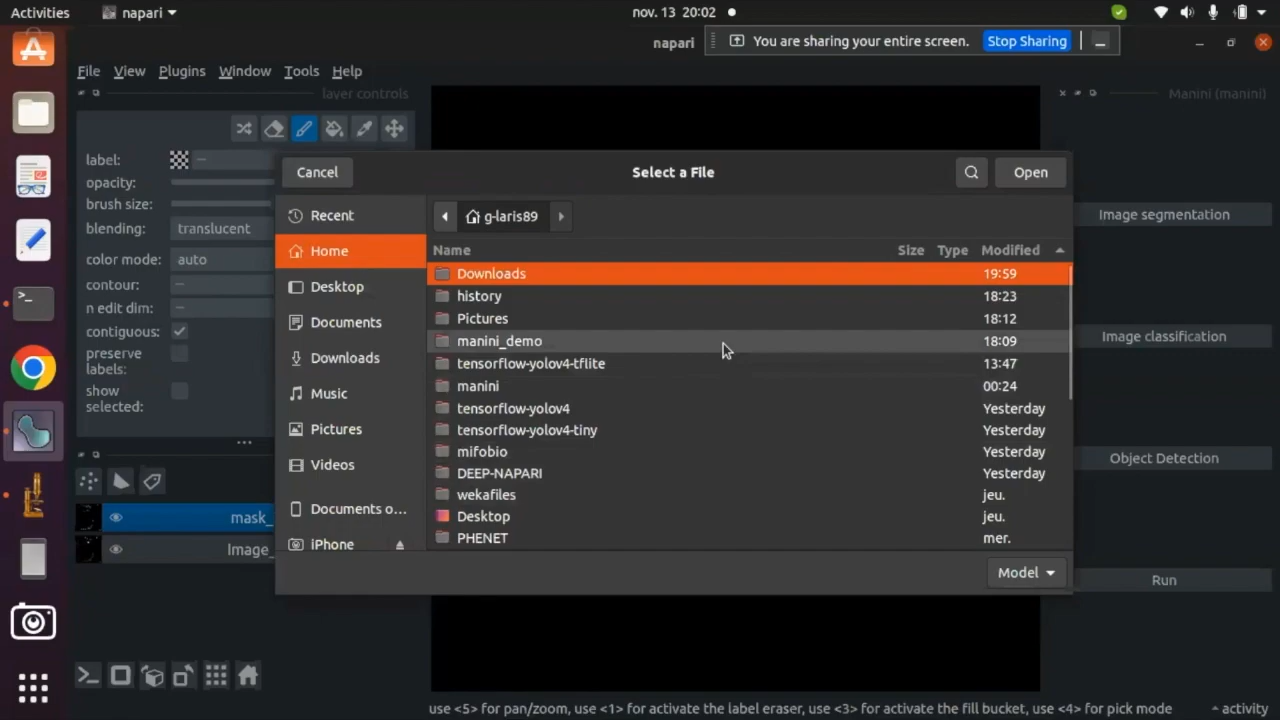 Activities napari nov. 13 20:02
napari
You are sharing your entire screen. Stop Sharing
File View Plugins Window Tools Help
layer controls
Manini (manini)
label:
opacity:
brush size:
blending: translucent
color mode: auto
contour:
n edit dim:
contiguous:
preserve
labels:
show
selected:
mask_
Image_
Cancel Select a File Open
Recent
Home
Desktop
Documents
Downloads
Music
Pictures
Videos
Documents o...
iPhone
g-laris89
Name Size Type Modified
Downloads 19:59
history 18:23
Pictures 18:12
manini_demo 18:09
tensorflow-yolov4-tflite 13:47
manini 00:24
tensorflow-yolov4 Yesterday
tensorflow-yolov4-tiny Yesterday
mifobio Yesterday
DEEP-NAPARI Yesterday
wekafiles jeu.
Desktop jeu.
PHENET mer.
Model
Image segmentation
Image classification
Object Detection
Run
use <5> for pan/zoom, use <1> for activate the label eraser, use <3> for activate the fill bucket, use <4> for pick mode
activity